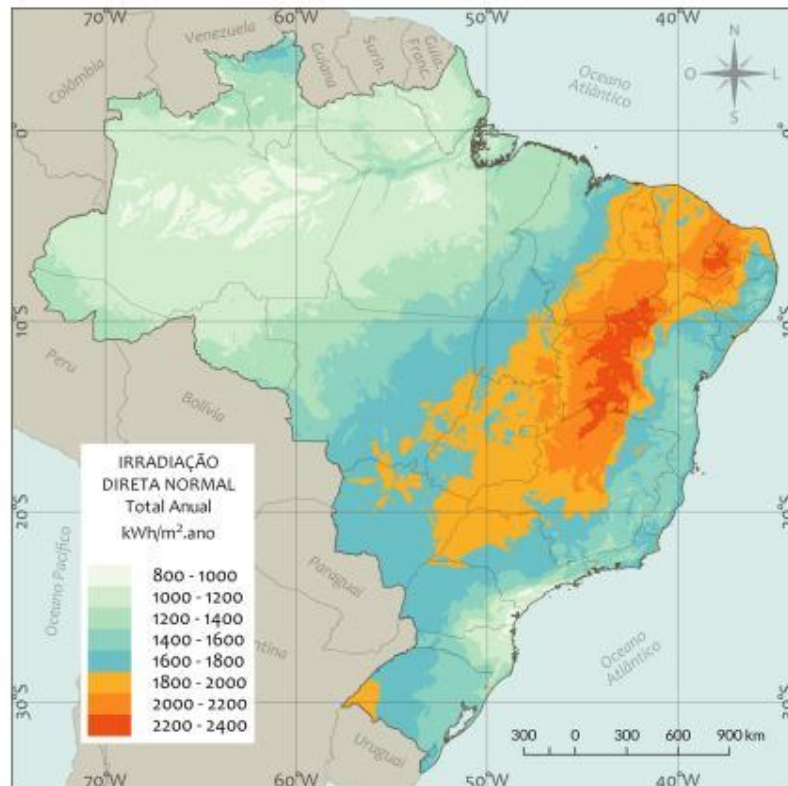 70°W
60°W
50°W
40°W
Venezuela
Colômbia
Guiana
Surin.
Guia. Franc.
Oceano Atlântico
N
O
L
S
0°
10°S
Peru
Bolívia
20°S
Oceano Pacífico
Paraguai
IRRADIAÇÃO
DIRETA NORMAL
Total Anual
kWh/m².ano
800 - 1000
1000 - 1200
1200 - 1400
1400 - 1600
1600 - 1800
1800 - 2000
2000 - 2200
2200 - 2400
ntina
Oceano Atlântico
30°S
Uruguai
300 0 300 600 900 km
70°W
60°W
50°W
40°W